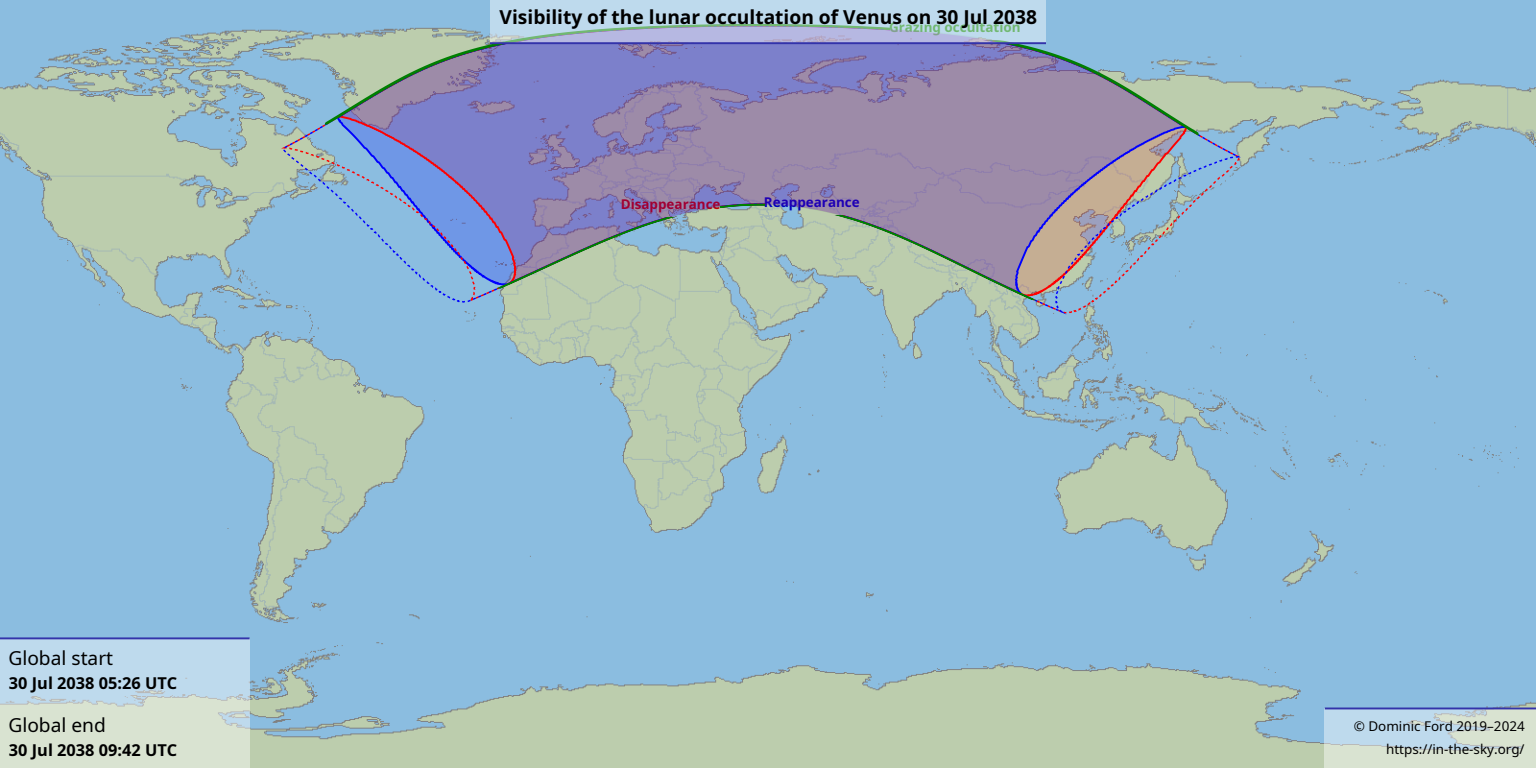 Visibility of the lunar occultation of Venus on 30 Jul 2038
Grazing occultation
Disappearance
Reappearance
Global start
30 Jul 2038 05:26 UTC
Global end
30 Jul 2038 09:42 UTC
© Dominic Ford 2019–2024
https://in-the-sky.org/